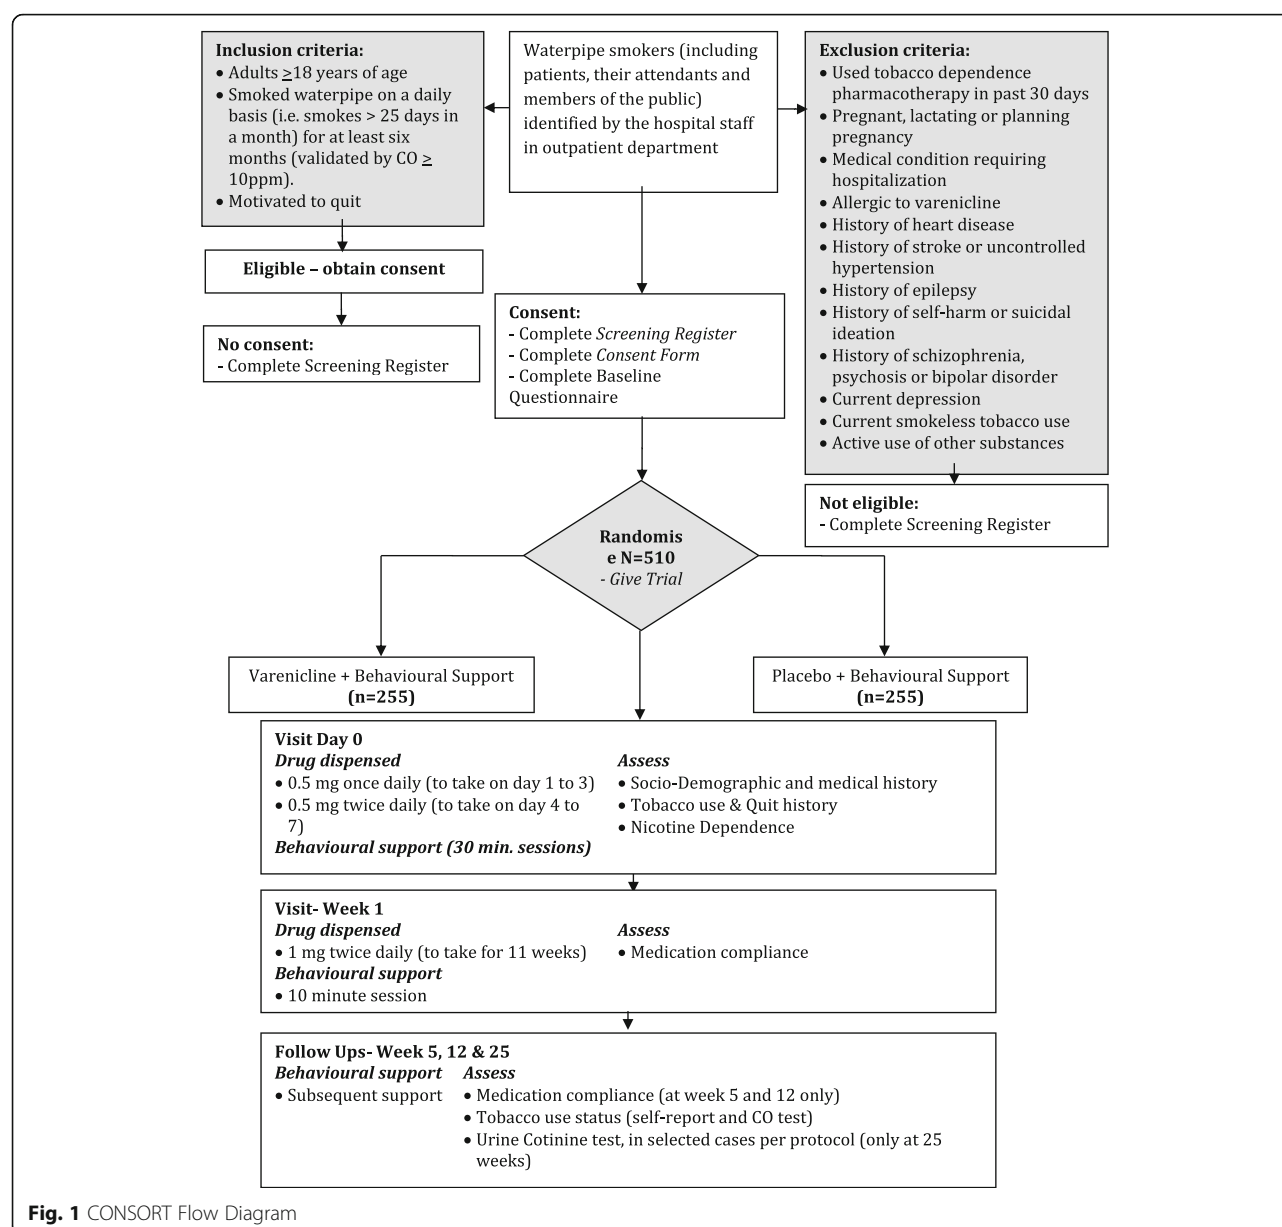 Inclusion criteria:
• Adults ≥18 years of age
• Smoked waterpipe on a daily
basis (i.e. smokes > 25 days in
a month) for at least six
months (validated by CO ≥
10ppm).
• Motivated to quit
Waterpipe smokers (including
patients, their attendants and
members of the public)
identified by the hospital staff
in outpatient department
Exclusion criteria:
• Used tobacco dependence
pharmacotherapy in past 30 days
• Pregnant, lactating or planning
pregnancy
• Medical condition requiring
hospitalization
• Allergic to varenicline
• History of heart disease
• History of stroke or uncontrolled
hypertension
• History of epilepsy
• History of self-harm or suicidal
ideation
• History of schizophrenia,
psychosis or bipolar disorder
• Current depression
• Current smokeless tobacco use
• Active use of other substances
Eligible – obtain consent
No consent:
- Complete Screening Register
Consent:
- Complete Screening Register
- Complete Consent Form
- Complete Baseline
Questionnaire
Not eligible:
- Complete Screening Register
Randomis
e N=510
- Give Trial
Varenicline + Behavioural Support
(n=255)
Placebo + Behavioural Support
(n=255)
Visit Day 0
Drug dispensed
• 0.5 mg once daily (to take on day 1 to 3)
• 0.5 mg twice daily (to take on day 4 to
7)
Behavioural support (30 min. sessions)
Assess
• Socio-Demographic and medical history
• Tobacco use & Quit history
• Nicotine Dependence
Visit- Week 1
Drug dispensed
• 1 mg twice daily (to take for 11 weeks)
Behavioural support
• 10 minute session
Assess
• Medication compliance
Follow Ups- Week 5, 12 & 25
Behavioural support
• Subsequent support
Assess
• Medication compliance (at week 5 and 12 only)
• Tobacco use status (self-report and CO test)
• Urine Cotinine test, in selected cases per protocol (only at 25
weeks)
Fig. 1 CONSORT Flow Diagram